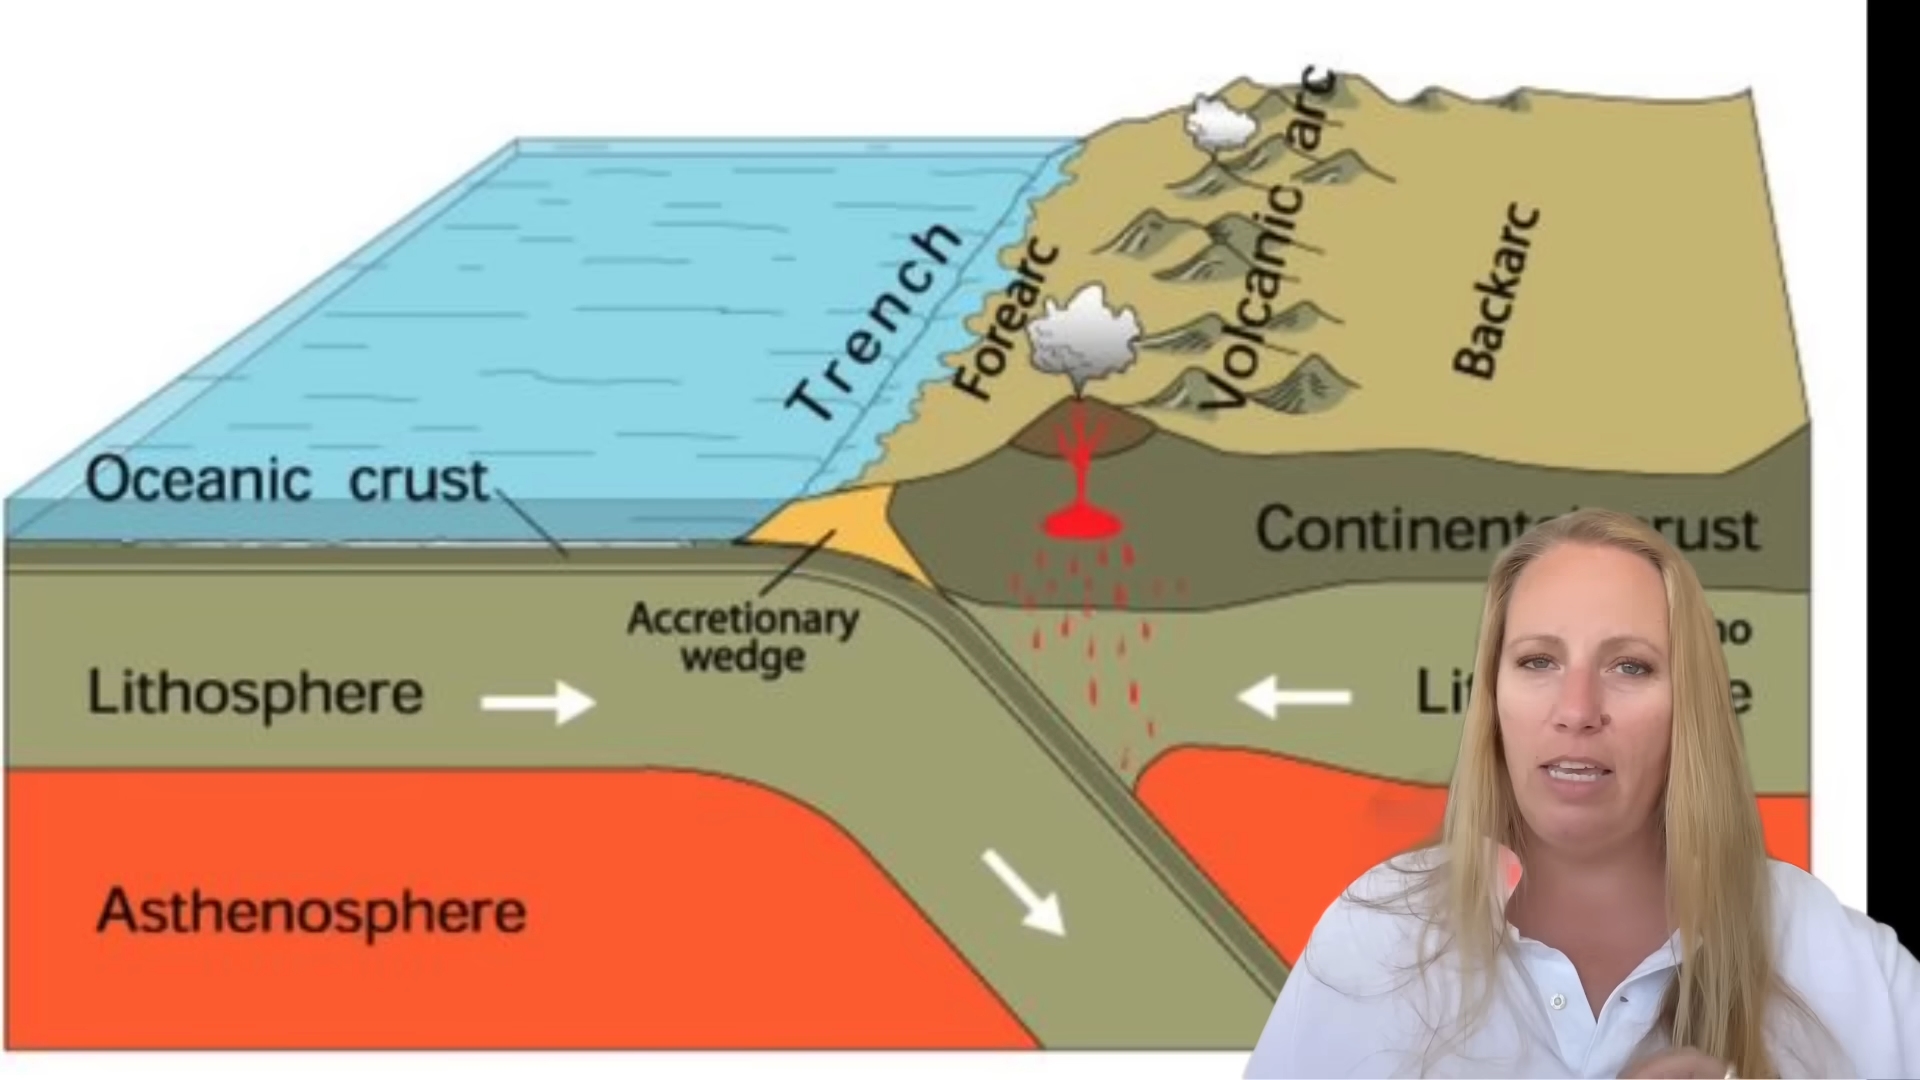 Volcanic arc
Trench
Forearc
Backarc
Oceanic crust
Accretionary
wedge
Lithosphere
Asthenosphere